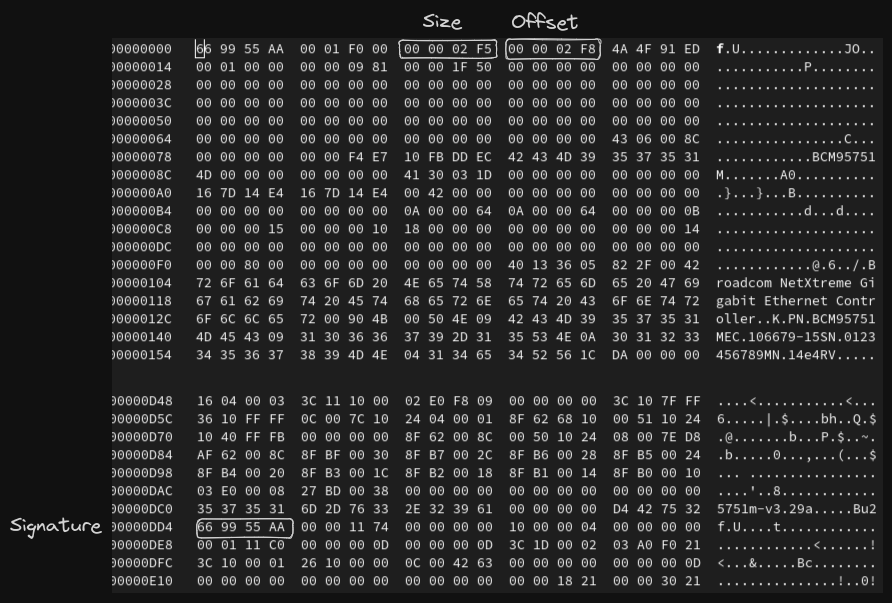 Size Offset
00000000 66 99 55 AA 00 01 F0 00 00 00 02 F5 00 00 02 F8 4A 4F 91 ED f.U.............JO..
00000014 00 01 00 00 00 00 09 81 00 00 1F 50 00 00 00 00 00 00 00 00 ...........P........
00000028 00 00 00 00 00 00 00 00 00 00 00 00 00 00 00 00 00 00 00 00 ....................
0000003C 00 00 00 00 00 00 00 00 00 00 00 00 00 00 00 00 00 00 00 00 ....................
00000050 00 00 00 00 00 00 00 00 00 00 00 00 00 00 00 00 00 00 00 00 ....................
00000064 00 00 00 00 00 00 00 00 00 00 00 00 00 00 00 00 43 06 00 8C ................C...
00000078 00 00 00 00 00 00 F4 E7 10 FB DD EC 42 43 4D 39 35 37 35 31 ............BCM95751
0000008C 4D 00 00 00 00 00 00 00 41 30 03 1D 00 00 00 00 00 00 00 00 M.......A0..........
000000A0 16 7D 14 E4 16 7D 14 E4 00 42 00 00 00 00 00 00 00 00 00 00 .}...}...B..........
000000B4 00 00 00 00 00 00 00 00 0A 00 00 64 0A 00 00 64 00 00 00 0B ...........d...d....
000000C8 00 00 00 15 00 00 00 10 18 00 00 00 00 00 00 00 00 00 00 14 ....................
000000DC 00 00 00 00 00 00 00 00 00 00 00 00 00 00 00 00 00 00 00 00 ....................
000000F0 00 00 80 00 00 00 00 00 00 00 00 00 40 13 36 05 82 2F 00 42 ............@.6../.B
00000104 72 6F 61 64 63 6F 6D 20 4E 65 74 58 74 72 65 6D 65 20 47 69 roadcom NetXtreme Gi
00000118 67 61 62 69 74 20 45 74 68 65 72 6E 65 74 20 43 6F 6E 74 72 gabit Ethernet Contr
0000012C 6F 6C 6C 65 72 00 90 4B 00 50 4E 09 42 43 4D 39 35 37 35 31 oller..K.PN.BCM95751
00000140 4D 45 43 09 31 30 36 36 37 39 2D 31 35 53 4E 0A 30 31 32 33 MEC.106679-15SN.0123
00000154 34 35 36 37 38 39 4D 4E 04 31 34 65 34 52 56 1C DA 00 00 00 456789MN.14e4RV.....
00000D48 16 04 00 03 3C 11 10 00 02 E0 F8 09 00 00 00 00 3C 10 7F FF ....<...........<...
00000D5C 36 10 FF FF 0C 00 7C 10 24 04 00 01 8F 62 68 10 00 51 10 24 6.....|.$....bh..Q.$
00000D70 10 40 FF FB 00 00 00 00 8F 62 00 8C 00 50 10 24 08 00 7E D8 .@.......b...P.$..~.
00000D84 AF 62 00 8C 8F BF 00 30 8F B7 00 2C 8F B6 00 28 8F B5 00 24 .b.....0...,...(...$
00000D98 8F B4 00 20 8F B3 00 1C 8F B2 00 18 8F B1 00 14 8F B0 00 10 ... ................
00000DAC 03 E0 00 08 27 BD 00 38 00 00 00 00 00 00 00 00 00 00 00 00 ....'..8............
00000DC0 35 37 35 31 6D 2D 76 33 2E 32 39 61 00 00 00 00 D4 42 75 32 5751m-v3.29a.....Bu2
Signature 00000DD4 66 99 55 AA 00 00 11 74 00 00 00 00 10 00 00 04 00 00 00 00 f.U....t............
00000DE8 00 01 11 C0 00 00 00 0D 00 00 00 0D 3C 1D 00 02 03 A0 F0 21 ............<......!
00000DFC 3C 10 00 01 26 10 00 00 0C 00 42 63 00 00 00 00 00 00 00 0D <...&.....Bc........
00000E10 00 00 00 00 00 00 00 00 00 00 00 00 00 00 18 21 00 00 30 21 ...............!..0!